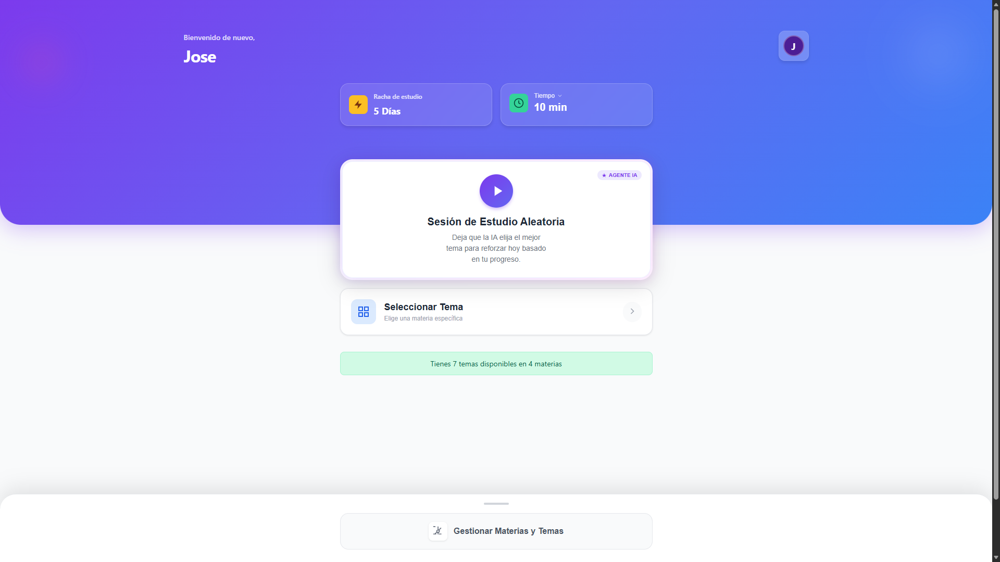 Bienvenido de nuevo,
Jose
J
Racha de estudio
5 Días
Tiempo
10 min
AGENTE IA
Sesión de Estudio Aleatoria
Deja que la IA elija el mejor
tema para reforzar hoy basado
en tu progreso.
Seleccionar Tema
Elige una materia específica
Tienes 7 temas disponibles en 4 materias
Gestionar Materias y Temas